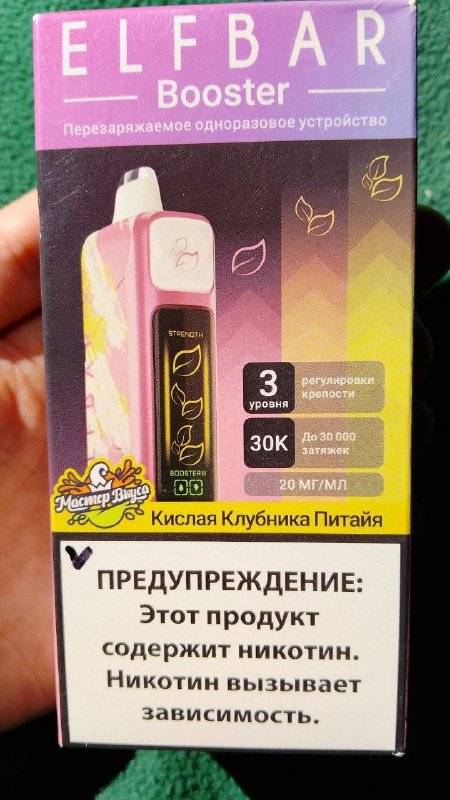 ELFBAR
Booster
Перезаряжаемое одноразовое устройство
STRENGTH
BOOSTER
3
уровня
регулировки
крепости
30K
До 30 000
затяжек
20 МГ/МЛ
Мастер Вкуса
Кислая Клубника Питайя
ПРЕДУПРЕЖДЕНИЕ:
Этот продукт
содержит никотин.
Никотин вызывает
зависимость.